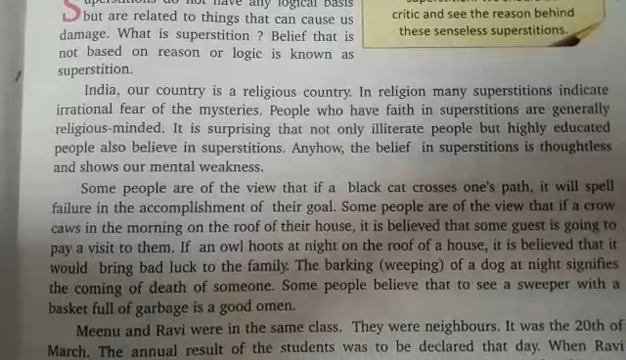 Superstitions do not have any logical basis
but are related to things that can cause us
damage. What is superstition ? Belief that is
not based on reason or logic is known as
superstition.
critic and see the reason behind
these senseless superstitions.
India, our country is a religious country. In religion many superstitions indicate
irrational fear of the mysteries. People who have faith in superstitions are generally
religious-minded. It is surprising that not only illiterate people but highly educated
people also believe in superstitions. Anyhow, the belief in superstitions is thoughtless
and shows our mental weakness.
Some people are of the view that if a black cat crosses one's path, it will spell
failure in the accomplishment of their goal. Some people are of the view that if a crow
caws in the morning on the roof of their house, it is believed that some guest is going to
pay a visit to them. If an owl hoots at night on the roof of a house, it is believed that it
would bring bad luck to the family. The barking (weeping) of a dog at night signifies
the coming of death of someone. Some people believe that to see a sweeper with a
basket full of garbage is a good omen.
Meenu and Ravi were in the same class. They were neighbours. It was the 20th of
March. The annual result of the students was to be declared that day. When Ravi